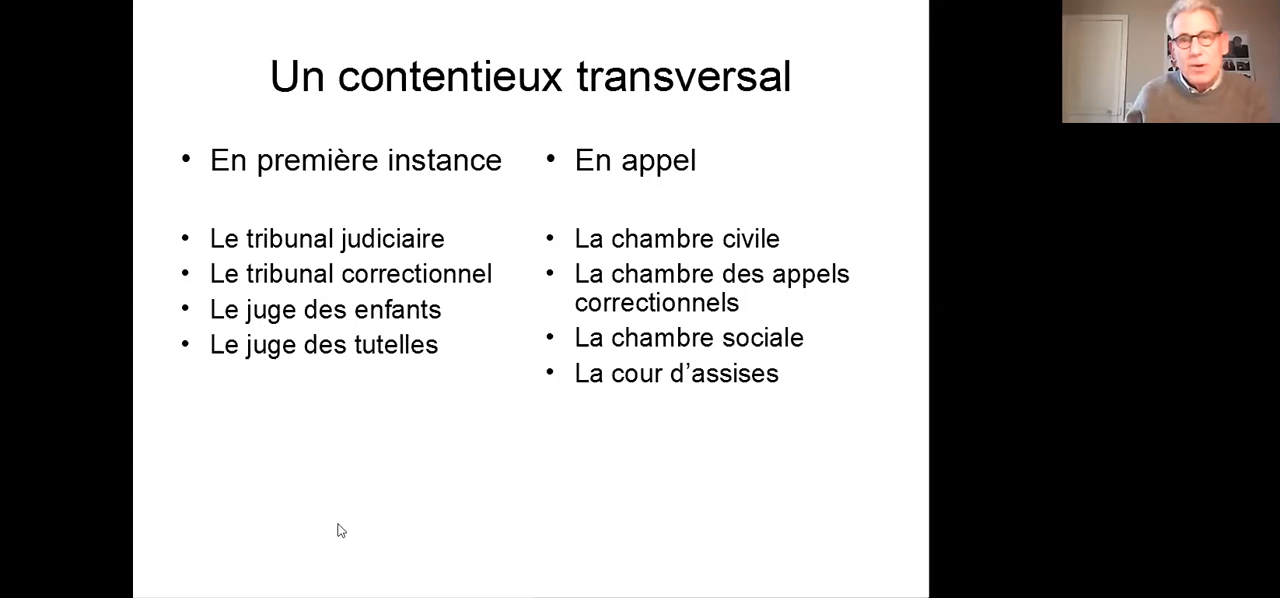 Un contentieux transversal
• En première instance
• Le tribunal judiciaire
• Le tribunal correctionnel
• Le juge des enfants
• Le juge des tutelles
• En appel
• La chambre civile
• La chambre des appels
correctionnels
• La chambre sociale
• La cour d’assises